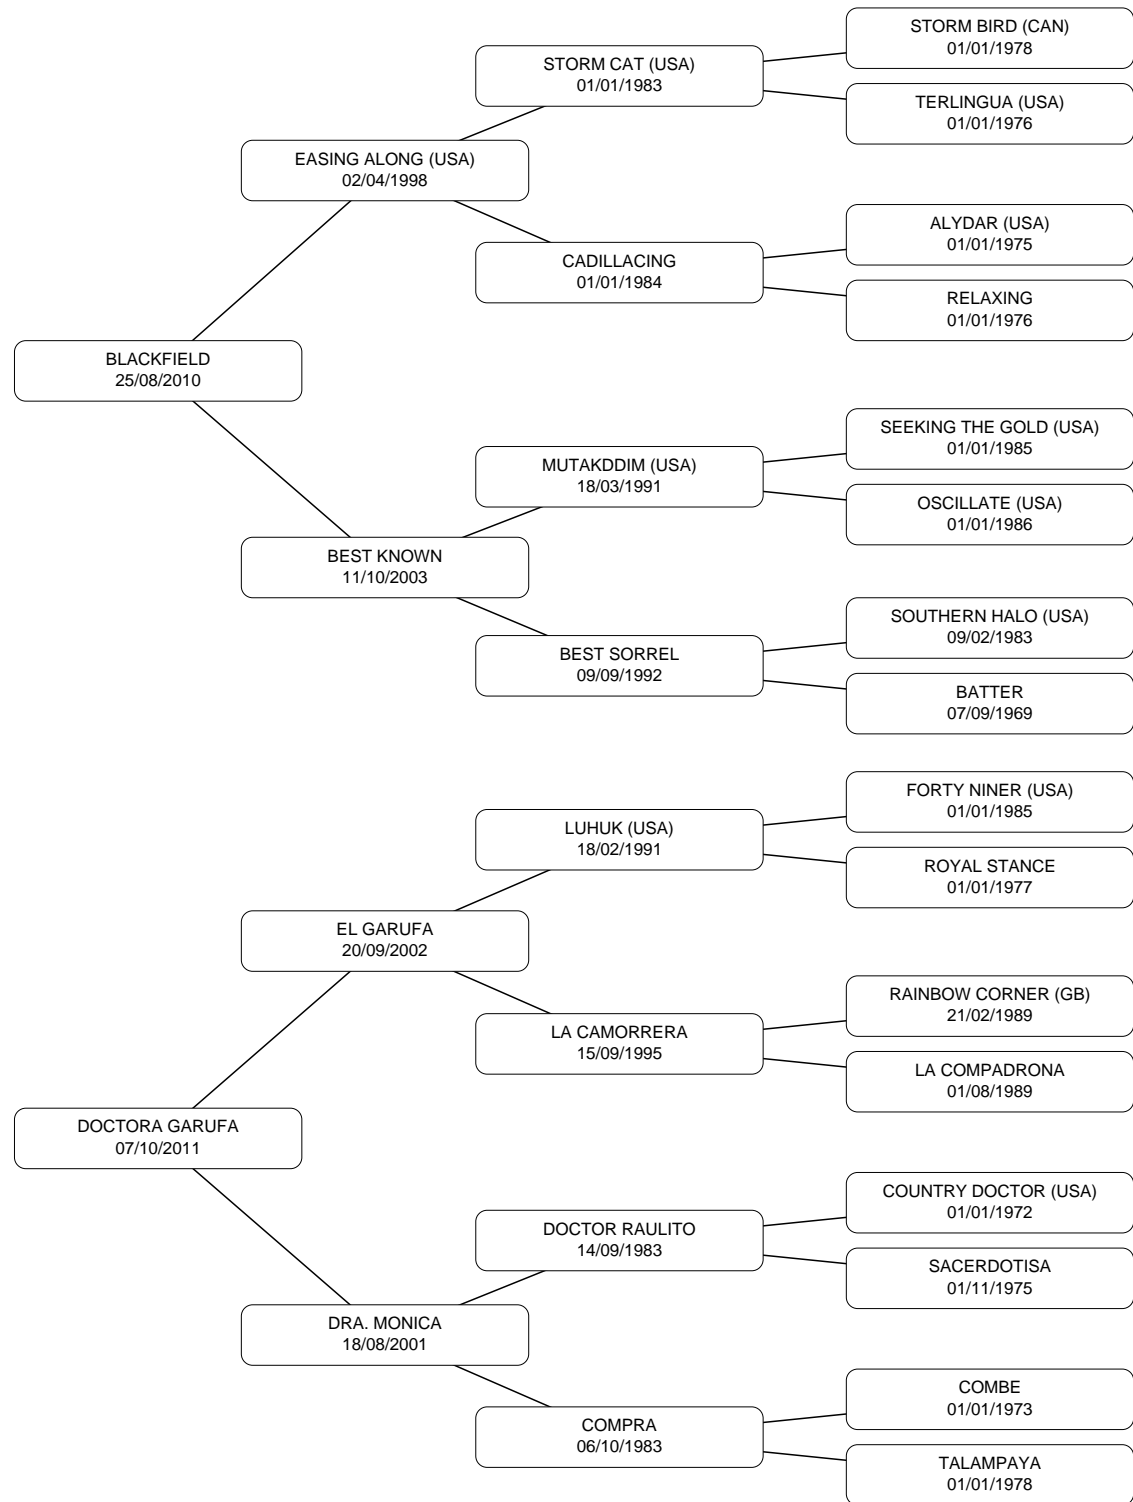 STORM BIRD (CAN)
01/01/1978
STORM CAT (USA)
01/01/1983
TERLINGUA (USA)
01/01/1976
EASING ALONG (USA)
02/04/1998
ALYDAR (USA)
01/01/1975
CADILLACING
01/01/1984
RELAXING
01/01/1976
BLACKFIELD
25/08/2010
SEEKING THE GOLD (USA)
01/01/1985
MUTAKDDIM (USA)
18/03/1991
OSCILLATE (USA)
01/01/1986
BEST KNOWN
11/10/2003
SOUTHERN HALO (USA)
09/02/1983
BEST SORREL
09/09/1992
BATTER
07/09/1969
FORTY NINER (USA)
01/01/1985
LUHUK (USA)
18/02/1991
ROYAL STANCE
01/01/1977
EL GARUFA
20/09/2002
RAINBOW CORNER (GB)
21/02/1989
LA CAMORRERA
15/09/1995
LA COMPADRONA
01/08/1989
DOCTORA GARUFA
07/10/2011
COUNTRY DOCTOR (USA)
01/01/1972
DOCTOR RAULITO
14/09/1983
SACERDOTISA
01/11/1975
DRA. MONICA
18/08/2001
COMBE
01/01/1973
COMPRA
06/10/1983
TALAMPAYA
01/01/1978